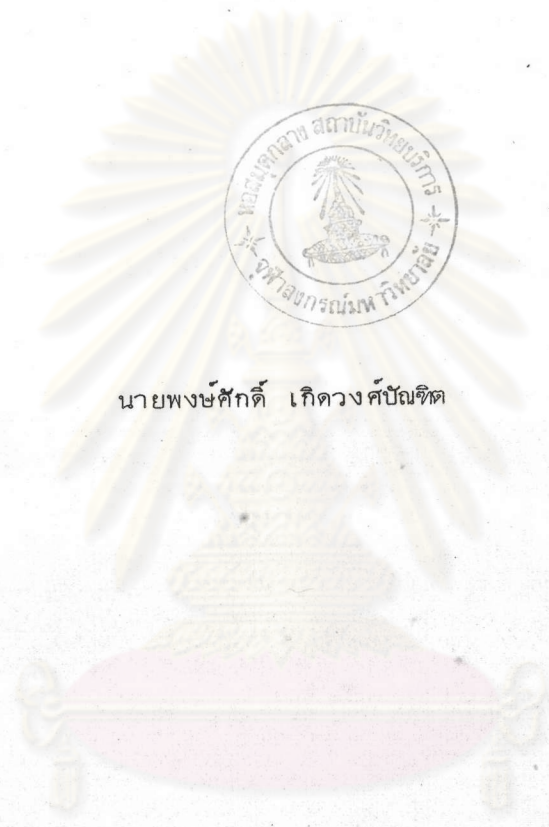 หอสมุดกลาง สถาบันวิทยบริการ
จุฬาลงกรณ์มหาวิทยาลัย
นายพงษ์ศักดิ์ เกิดวงศ์บัณฑิต